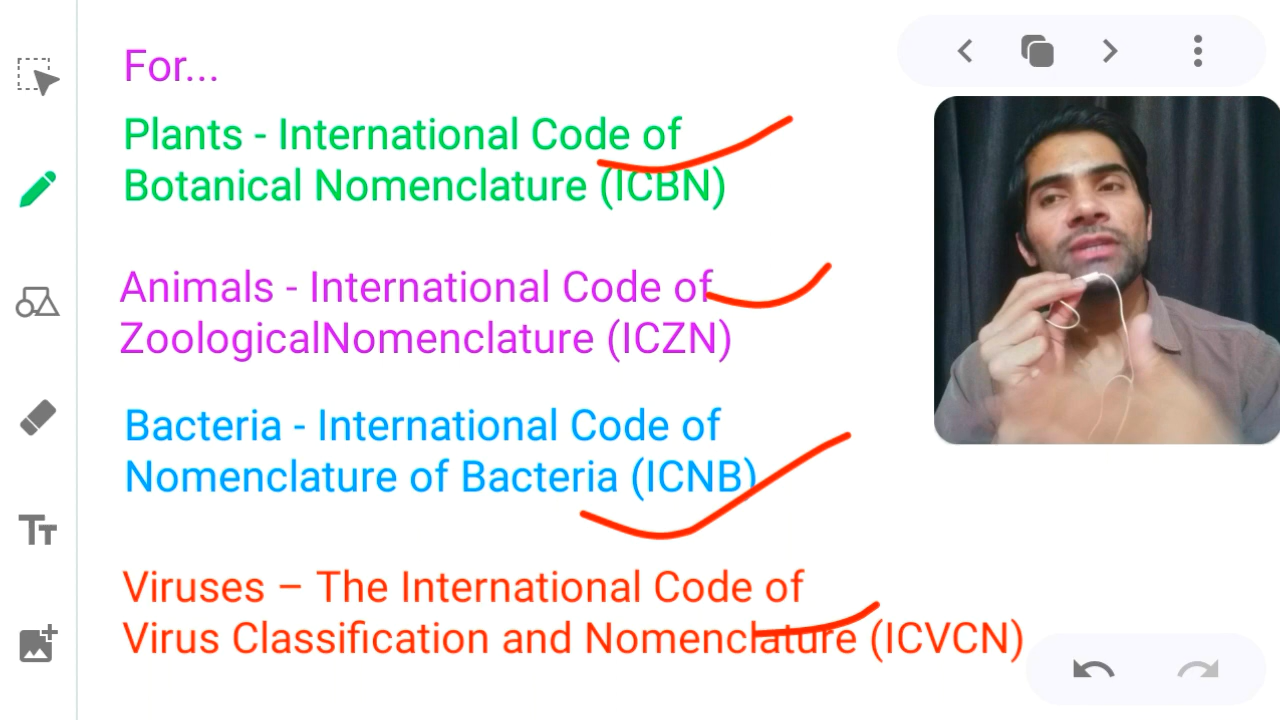 For...
Plants - International Code of
Botanical Nomenclature (ICBN)
Animals - International Code of
ZoologicalNomenclature (ICZN)
Bacteria - International Code of
Nomenclature of Bacteria (ICNB)
Viruses – The International Code of
Virus Classification and Nomenclature (ICVCN)
TT